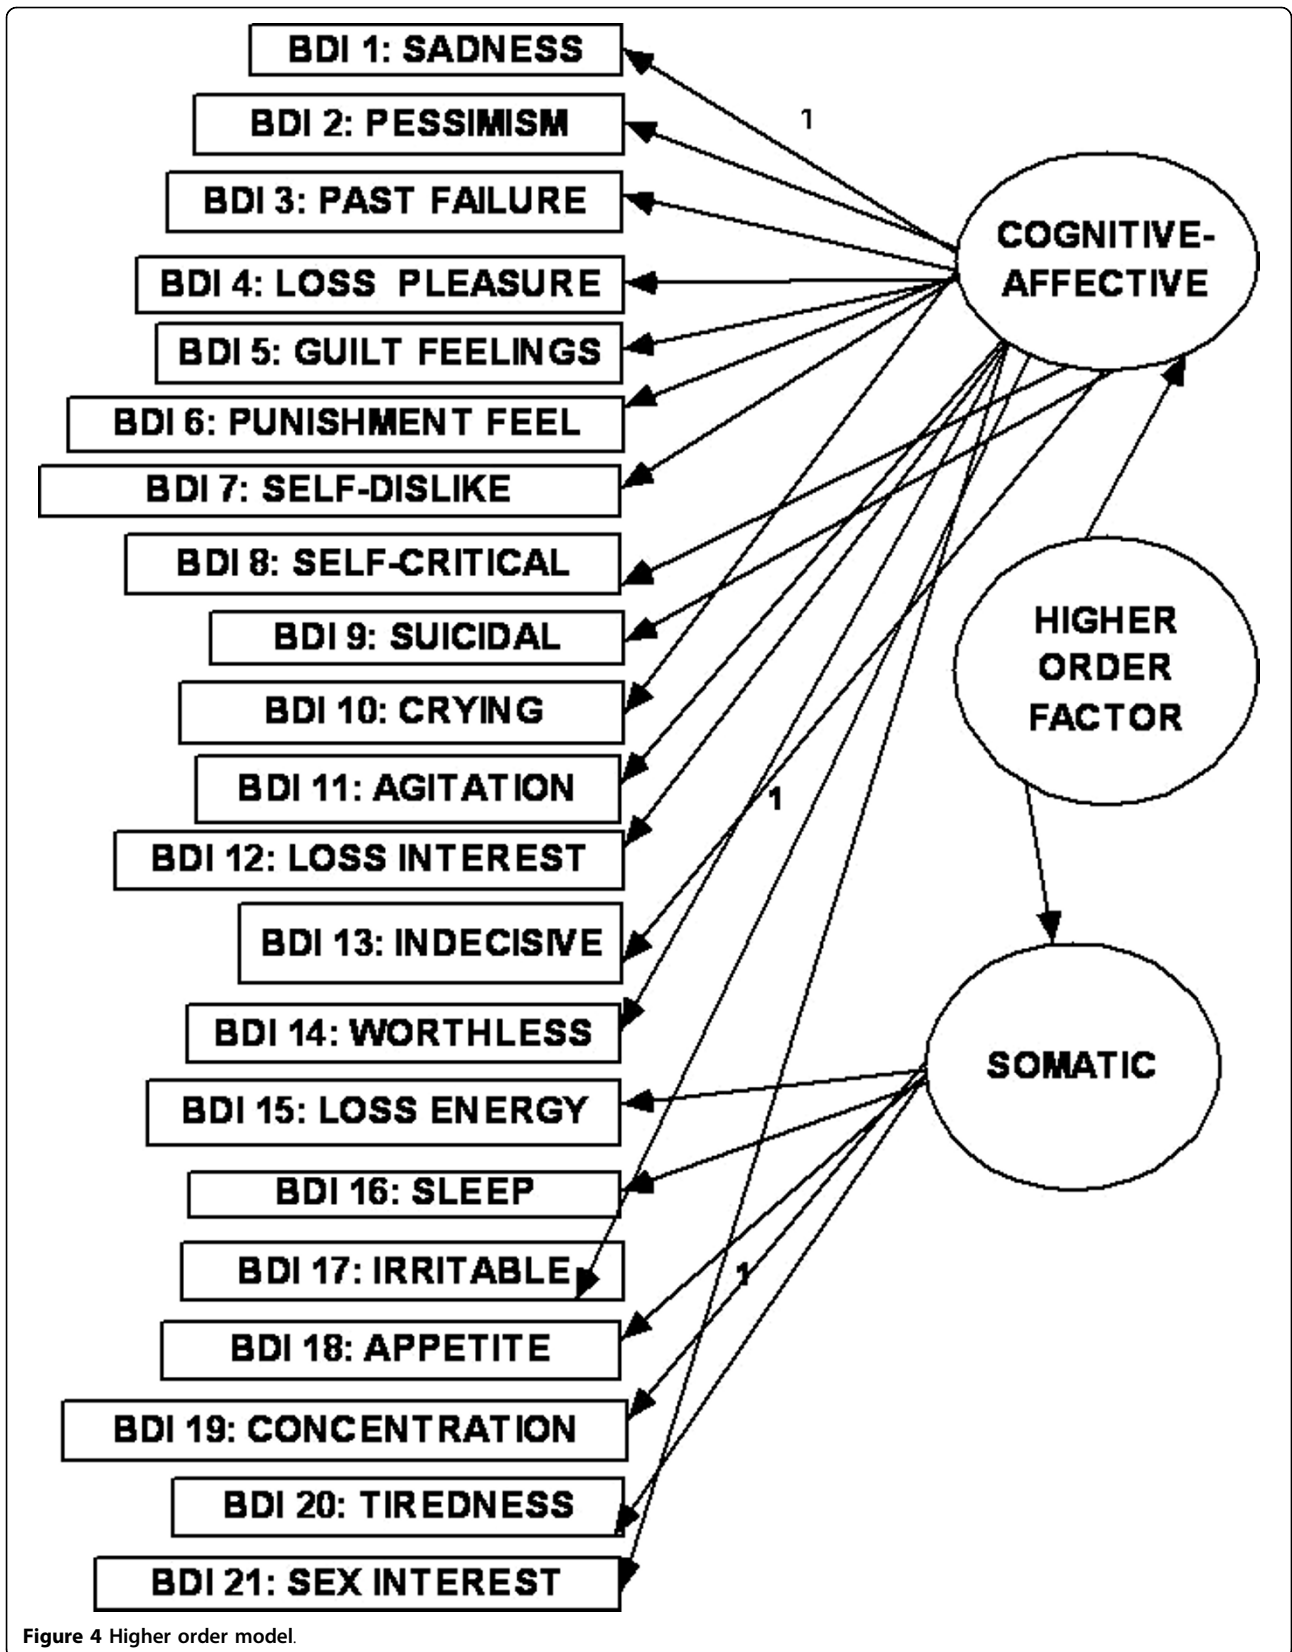 BDI 1: SADNESS
1
BDI 2: PESSIMISM
BDI 3: PAST FAILURE
COGNITIVE-
AFFECTIVE
BDI 4: LOSS PLEASURE
BDI 5: GUILT FEELINGS
BDI 6: PUNISHMENT FEEL
BDI 7: SELF-DISLIKE
BDI 8: SELF-CRITICAL
BDI 9: SUICIDAL
HIGHER
ORDER
FACTOR
BDI 10: CRYING
BDI 11: AGITATION
1
BDI 12: LOSS INTEREST
BDI 13: INDECISIVE
BDI 14: WORTHLESS
SOMATIC
BDI 15: LOSS ENERGY
BDI 16: SLEEP
BDI 17: IRRITABLE
1
BDI 18: APPETITE
BDI 19: CONCENTRATION
BDI 20: TIREDNESS
BDI 21: SEX INTEREST
Figure 4 Higher order model.